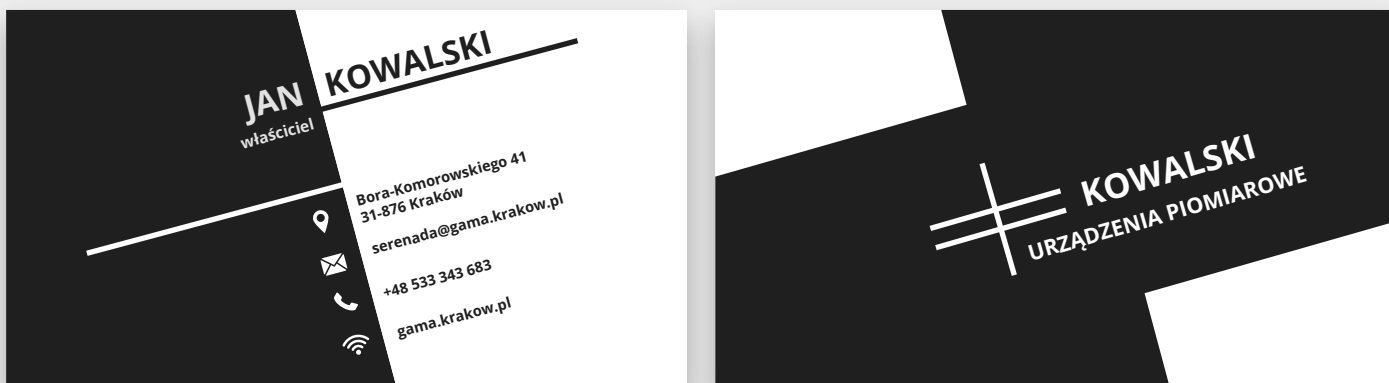 JAN KOWALSKI
właściciel
Bora-Komorowskiego 41
31-876 Kraków
serenada@gama.krakow.pl
+48 533 343 683
gama.krakow.pl
KOWALSKI
URZĄDZENIA PIOMIAROWE